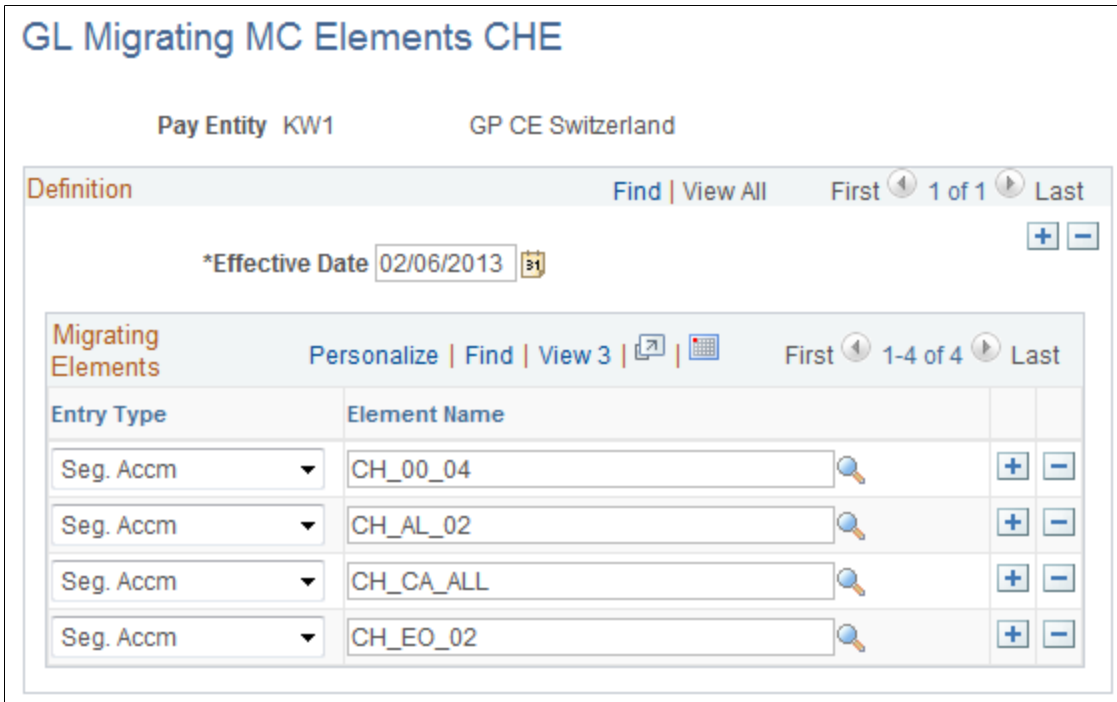 GL Migrating MC Elements CHE
Pay Entity KW1 GP CE Switzerland
Definition Find | View All First 1 of 1 Last
*Effective Date 02/06/2013 31
Migrating Elements Personalize | Find | View 3 | | First 1-4 of 4 Last
Entry Type Element Name
Seg. Accm CH_00_04
Seg. Accm CH_AL_02
Seg. Accm CH_CA_ALL
Seg. Accm CH_EO_02